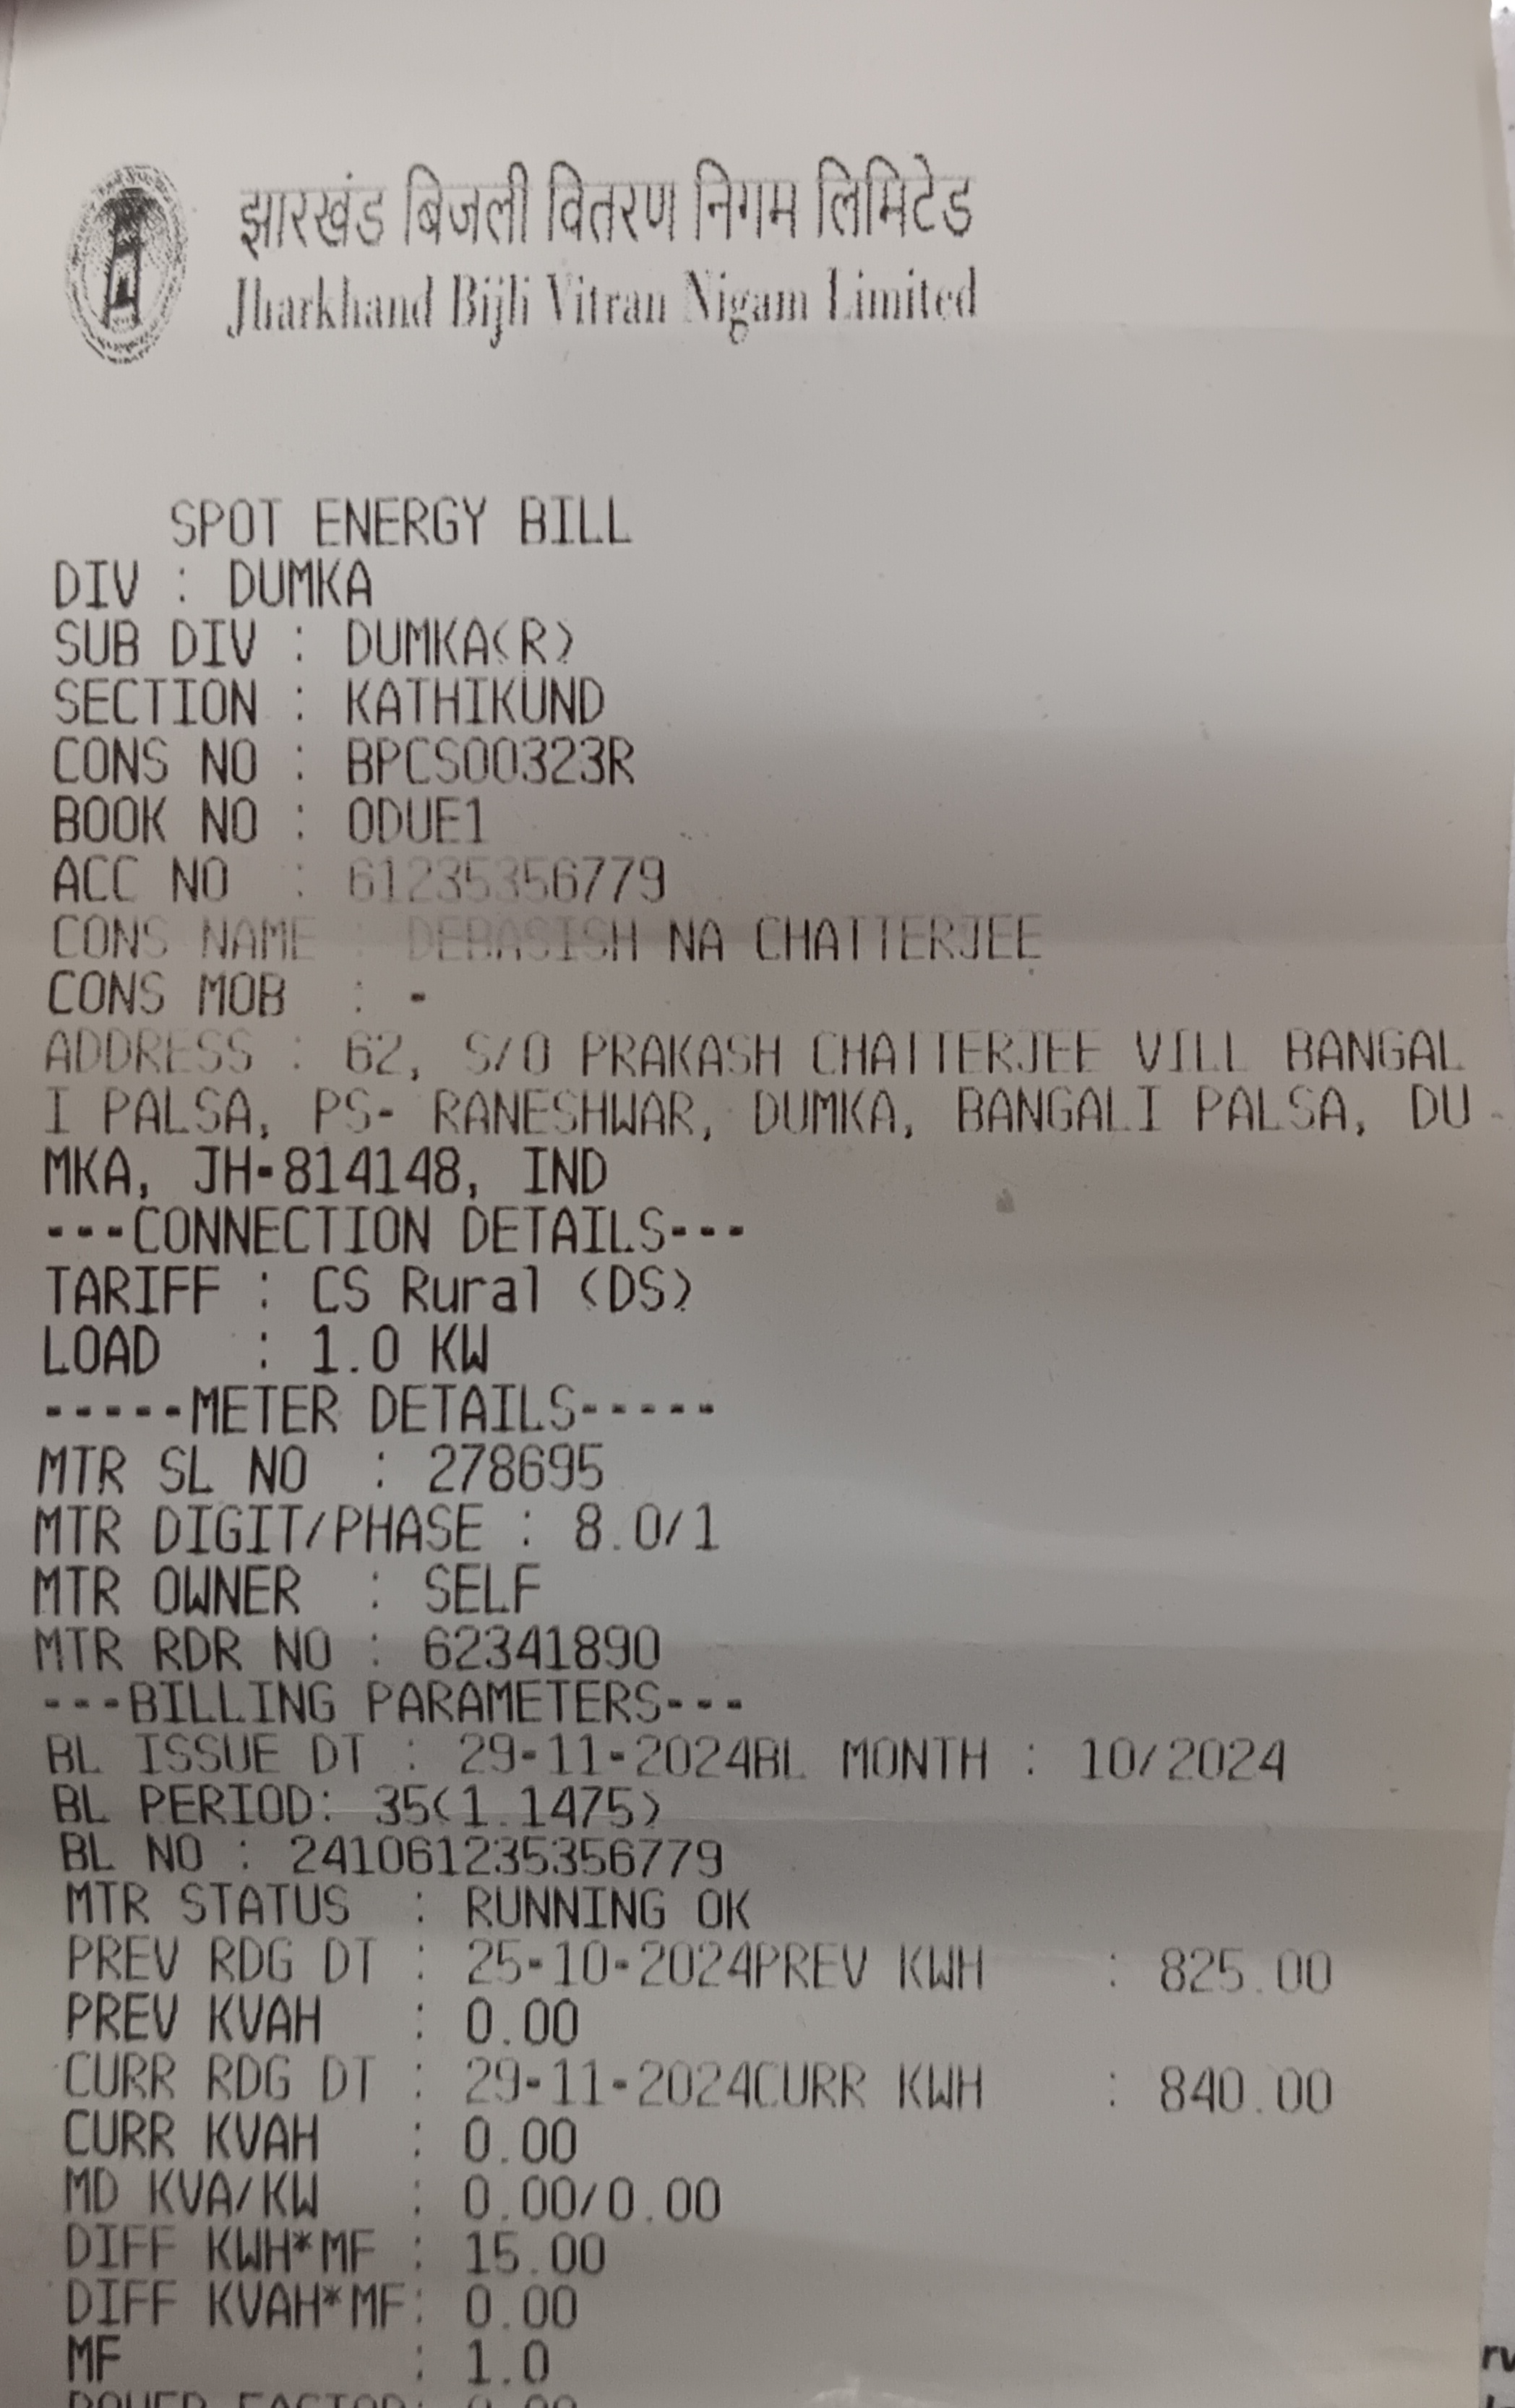 झारखंड बिजली वितरण निगम लिमिटेड
Jharkhand Bijli Vitran Nigam Limited
SPOT ENERGY BILL
DIV : DUMKA
SUB DIV : DUMKA(R)
SECTION : KATHIKUND
CONS NO : BPCS00323R
BOOK NO : ODUE1
ACC NO : 61235356779
CONS NAME : DEBASISH NA CHATTERJEE
CONS MOB : -
ADDRESS : 62, S/O PRAKASH CHATTERJEE VILL BANGAL
I PALSA, PS- RANESHWAR, DUMKA, BANGALI PALSA, DU
MKA, JH-814148, IND
---CONNECTION DETAILS---
TARIFF : CS Rural (DS)
LOAD : 1.0 KW
-----METER DETAILS-----
MTR SL NO : 278695
MTR DIGIT/PHASE : 8.0/1
MTR OWNER : SELF
MTR RDR NO : 62341890
---BILLING PARAMETERS---
BL ISSUE DT : 29-11-2024BL MONTH : 10/2024
BL PERIOD: 35(1.1475)
BL NO : 241061235356779
MTR STATUS : RUNNING OK
PREV RDG DT : 25-10-2024PREV KWH : 825.00
PREV KVAH : 0.00
CURR RDG DT : 29-11-2024CURR KWH : 840.00
CURR KVAH : 0.00
MD KVA/KW : 0.00/0.00
DIFF KWH*MF : 15.00
DIFF KVAH*MF: 0.00
MF : 1.0